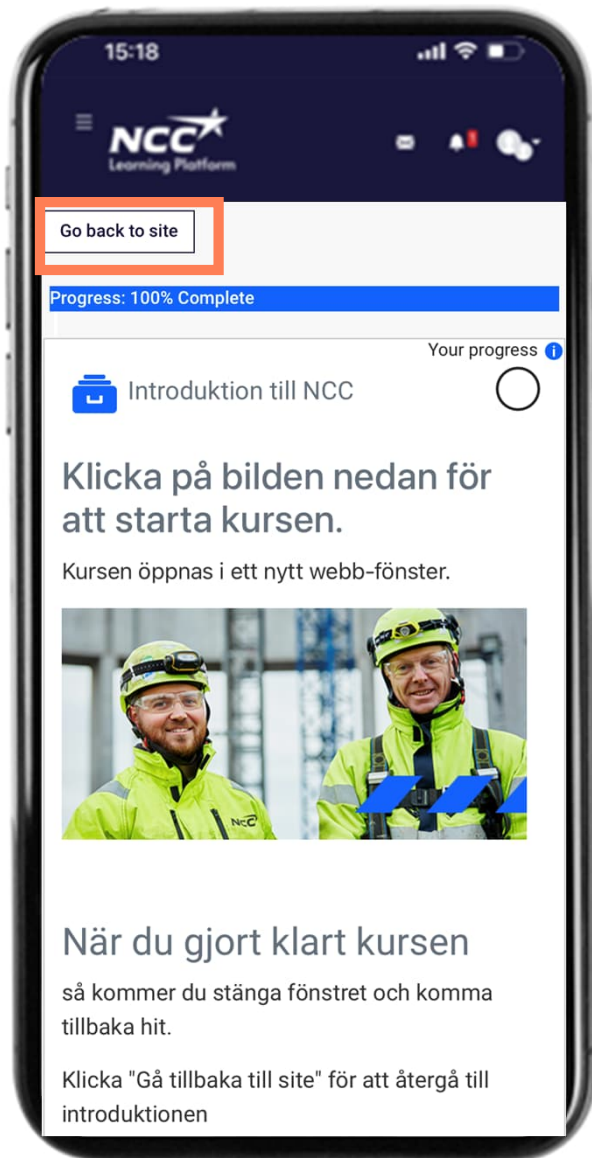 15:18
NCC
Learning Platform
Go back to site
Progress: 100% Complete
Your progress
Introduktion till NCC
Klicka på bilden nedan för
att starta kursen.
Kursen öppnas i ett nytt webb-fönster.
NCC
När du gjort klart kursen
så kommer du stänga fönstret och komma
tillbaka hit.
Klicka "Gå tillbaka till site" för att återgå till
introduktionen